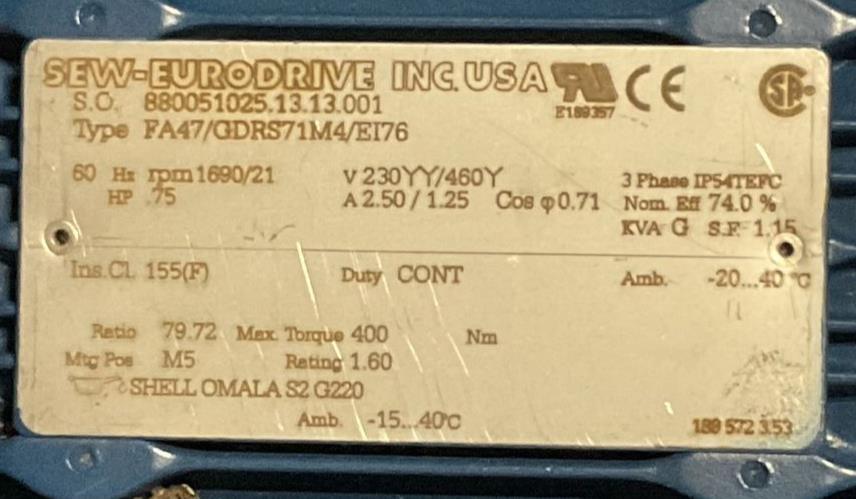 SEW-EURODRIVE INC. USA
E189357
CE
S.O. 880051025.13.13.001
Type FA47/GDRS71M4/EI76
60 Hz rpm 1690/21 V 230YY/460Y 3 Phase IP54TEFC
HP .75 A 2.50 / 1.25 Cos φ 0.71 Nom. Eff 74.0 %
KVA G S.F. 1.15
Ins.Cl. 155(F) Duty CONT Amb. -20...40 °C
Ratio 79.72 Max. Torque 400 Nm
Mtg Pos M5 Rating 1.60
SHELL OMALA S2 G220
Amb. -15...40°C
188 572 3.53